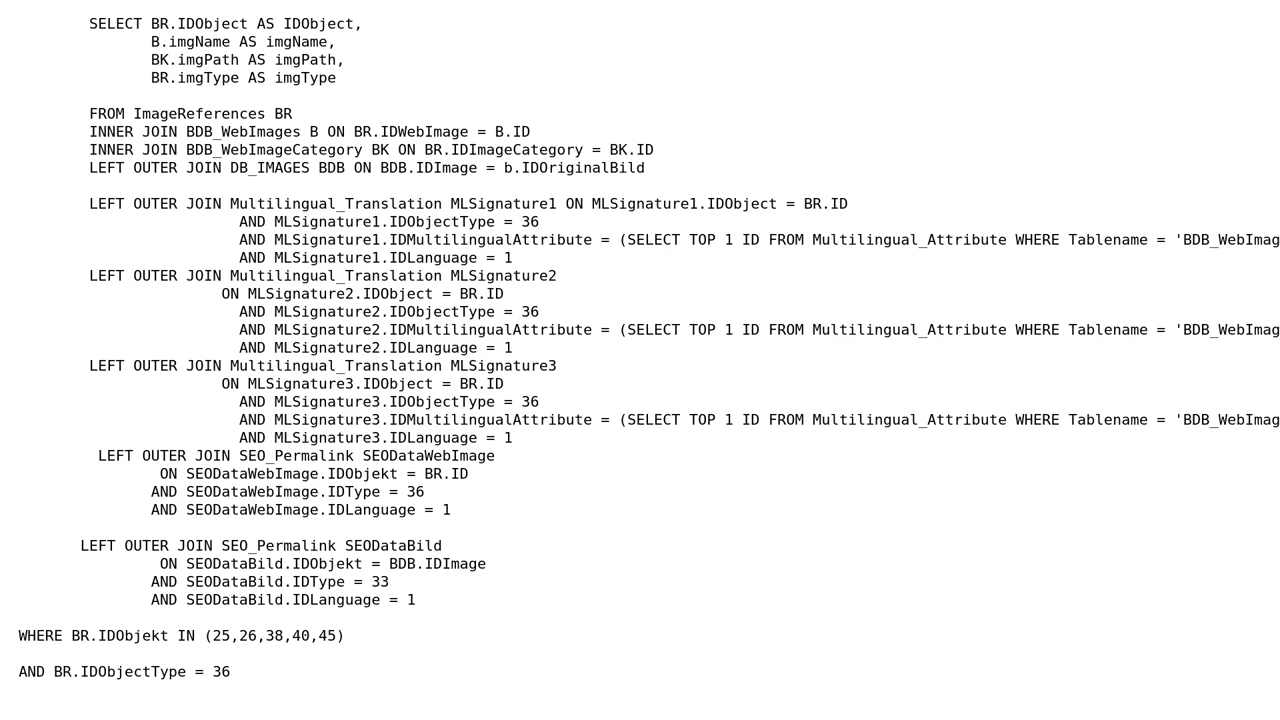 SELECT BR.IDObject AS IDObject,
B.imgName AS imgName,
BK.imgPath AS imgPath,
BR.imgType AS imgType
FROM ImageReferences BR
INNER JOIN BDB_WebImages B ON BR.IDWebImage = B.ID
INNER JOIN BDB_WebImageCategory BK ON BR.IDImageCategory = BK.ID
LEFT OUTER JOIN DB_IMAGES BDB ON BDB.IDImage = b.IDOriginalBild
LEFT OUTER JOIN Multilingual_Translation MLSignature1 ON MLSignature1.IDObject = BR.ID
AND MLSignature1.IDObjectType = 36
AND MLSignature1.IDMultilingualAttribute = (SELECT TOP 1 ID FROM Multilingual_Attribute WHERE Tablename = 'BDB_WebImag
AND MLSignature1.IDLanguage = 1
LEFT OUTER JOIN Multilingual_Translation MLSignature2
ON MLSignature2.IDObject = BR.ID
AND MLSignature2.IDObjectType = 36
AND MLSignature2.IDMultilingualAttribute = (SELECT TOP 1 ID FROM Multilingual_Attribute WHERE Tablename = 'BDB_WebImag
AND MLSignature2.IDLanguage = 1
LEFT OUTER JOIN Multilingual_Translation MLSignature3
ON MLSignature3.IDObject = BR.ID
AND MLSignature3.IDObjectType = 36
AND MLSignature3.IDMultilingualAttribute = (SELECT TOP 1 ID FROM Multilingual_Attribute WHERE Tablename = 'BDB_WebImag
AND MLSignature3.IDLanguage = 1
LEFT OUTER JOIN SEO_Permalink SEODataWebImage
ON SEODataWebImage.IDObjekt = BR.ID
AND SEODataWebImage.IDType = 36
AND SEODataWebImage.IDLanguage = 1
LEFT OUTER JOIN SEO_Permalink SEODataBild
ON SEODataBild.IDObjekt = BDB.IDImage
AND SEODataBild.IDType = 33
AND SEODataBild.IDLanguage = 1
WHERE BR.IDObjekt IN (25,26,38,40,45)
AND BR.IDObjectType = 36